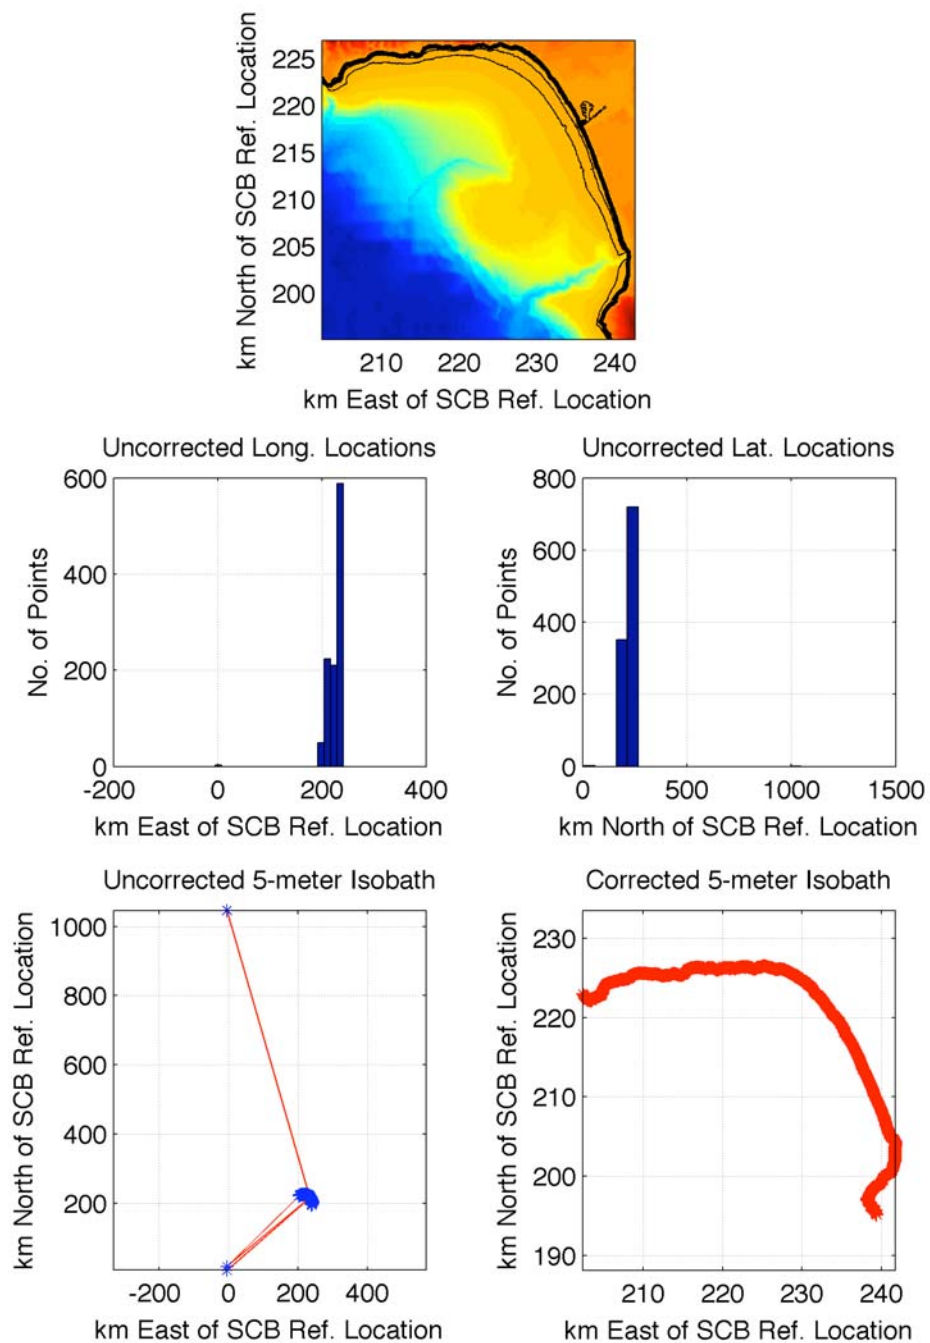 km North of SCB Ref. Location
225
220
215
210
205
200
210 220 230 240
km East of SCB Ref. Location
Uncorrected Long. Locations
No. of Points
600
400
200
0
-200 0 200 400
km East of SCB Ref. Location
Uncorrected Lat. Locations
No. of Points
800
600
400
200
0
0 500 1000 1500
km North of SCB Ref. Location
Uncorrected 5-meter Isobath
km North of SCB Ref. Location
1000
800
600
400
200
-200 0 200 400
km East of SCB Ref. Location
Corrected 5-meter Isobath
km North of SCB Ref. Location
230
220
210
200
190
210 220 230 240
km East of SCB Ref. Location